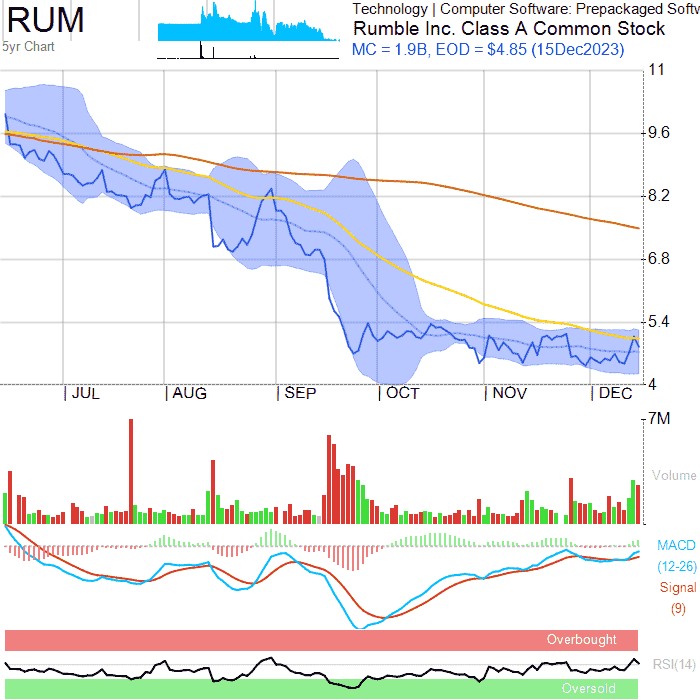 RUM
5yr Chart
Technology | Computer Software: Prepackaged Softw
Rumble Inc. Class A Common Stock
MC = 1.9B, EOD = $4.85 (15Dec2023)
11
9.6
8.2
6.8
5.4
4
JUL
AUG
SEP
OCT
NOV
DEC
7M
Volume
MACD
(12-26)
Signal
(9)
Overbought
RSI(14)
Oversold